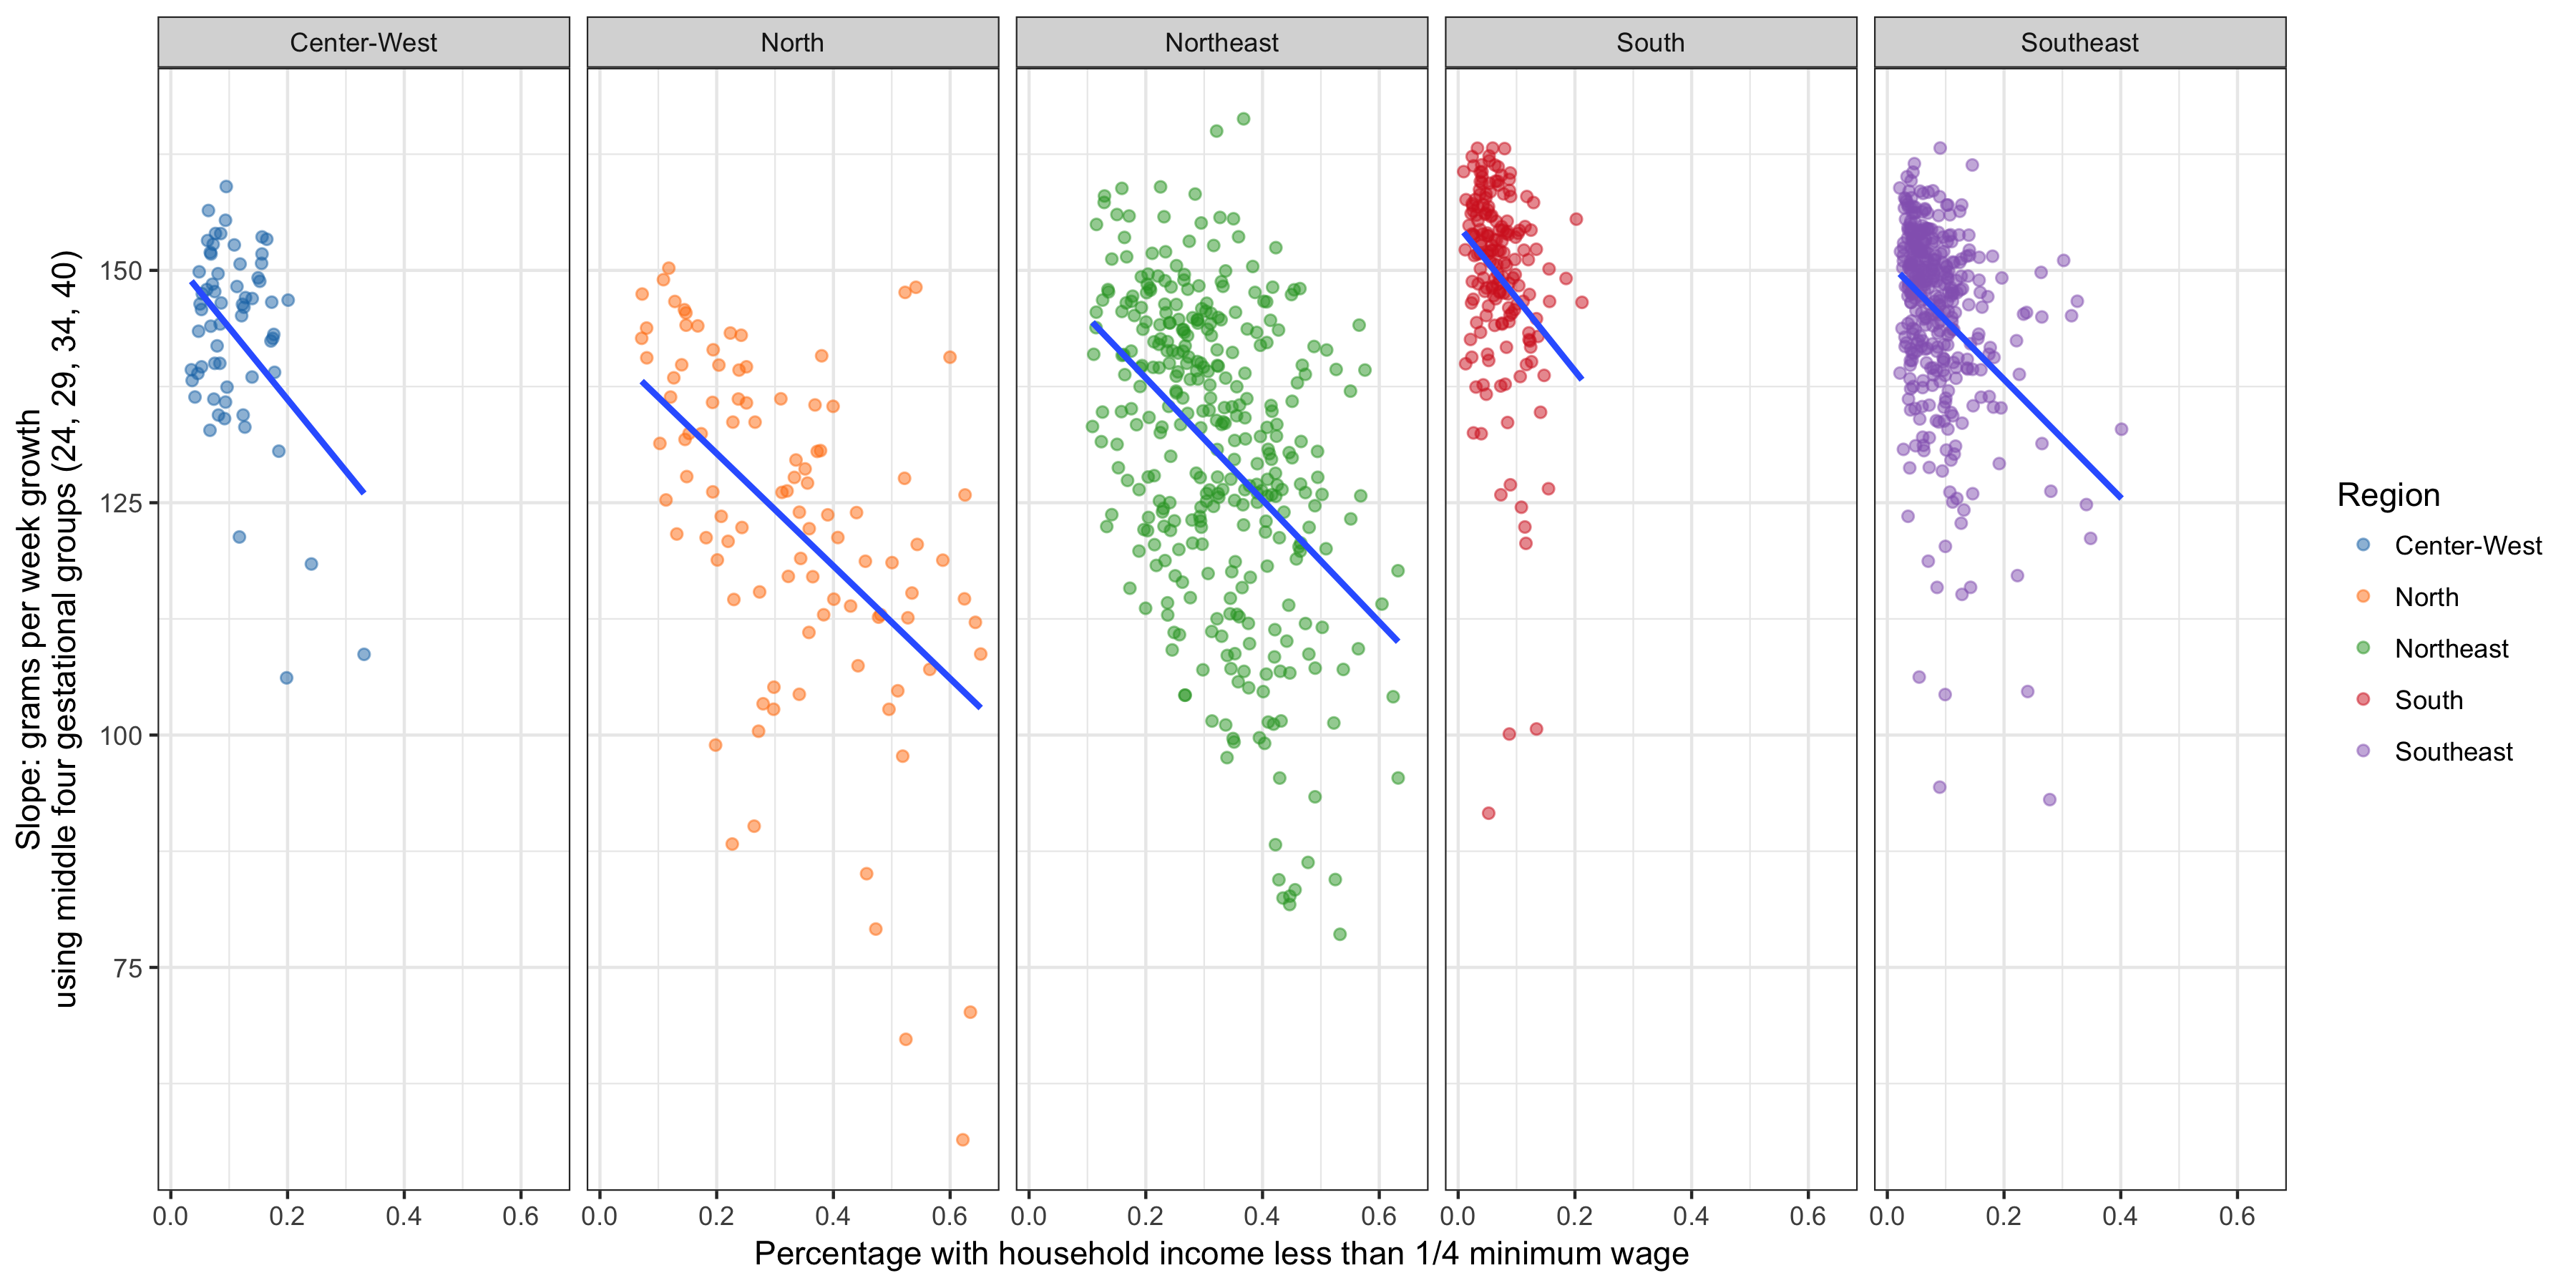 Center-West
North
Northeast
South
Southeast
Slope: grams per week growth
using middle four gestational groups (24, 29, 34, 40)
150
125
100
75
0.0 0.2 0.4 0.6
0.0 0.2 0.4 0.6
0.0 0.2 0.4 0.6
0.0 0.2 0.4 0.6
0.0 0.2 0.4 0.6
Percentage with household income less than 1/4 minimum wage
Region
Center-West
North
Northeast
South
Southeast